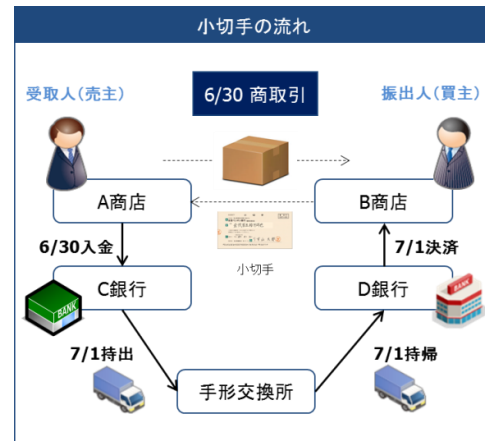 小切手の流れ
受取人(売主)
6/30 商取引
振出人(買主)
A商店
B商店
6/30入金
小切手
7/1決済
C銀行
D銀行
BANK
BANK
7/1持出
7/1持帰
手形交換所